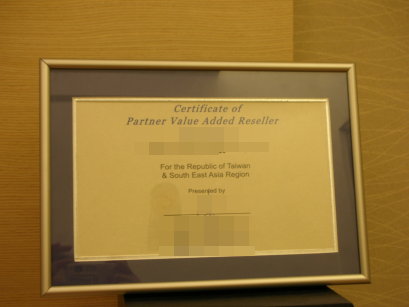 Certificate of
Partner Value Added Reseller
For the Republic of Taiwan
& South East Asia Region
Presented by